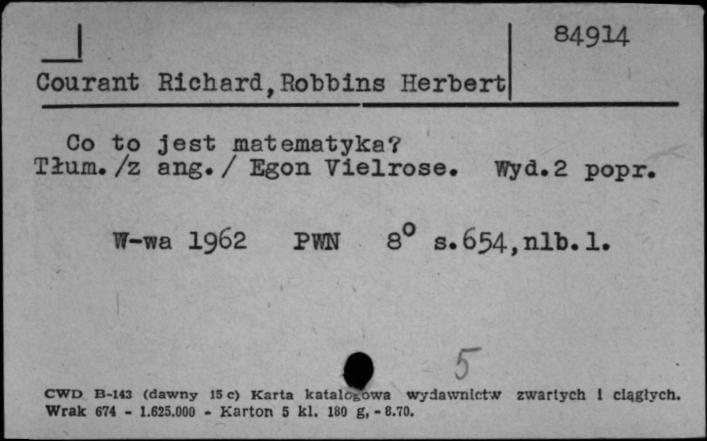 84914
Courant Richard,Robbins Herbert
Co to jest matematyka?
Tłum./z ang./ Egon Vielrose. Wyd.2 popr.
W-wa 1962 PWN 8° s.654,nlb.1.
5
CWD B-143 (dawny 15 c) Karta katalogowa wydawnictw zwartych i ciągłych.
Wrak 674 - 1.625.000 - Karton 5 kl. 180 g, - 8.70.